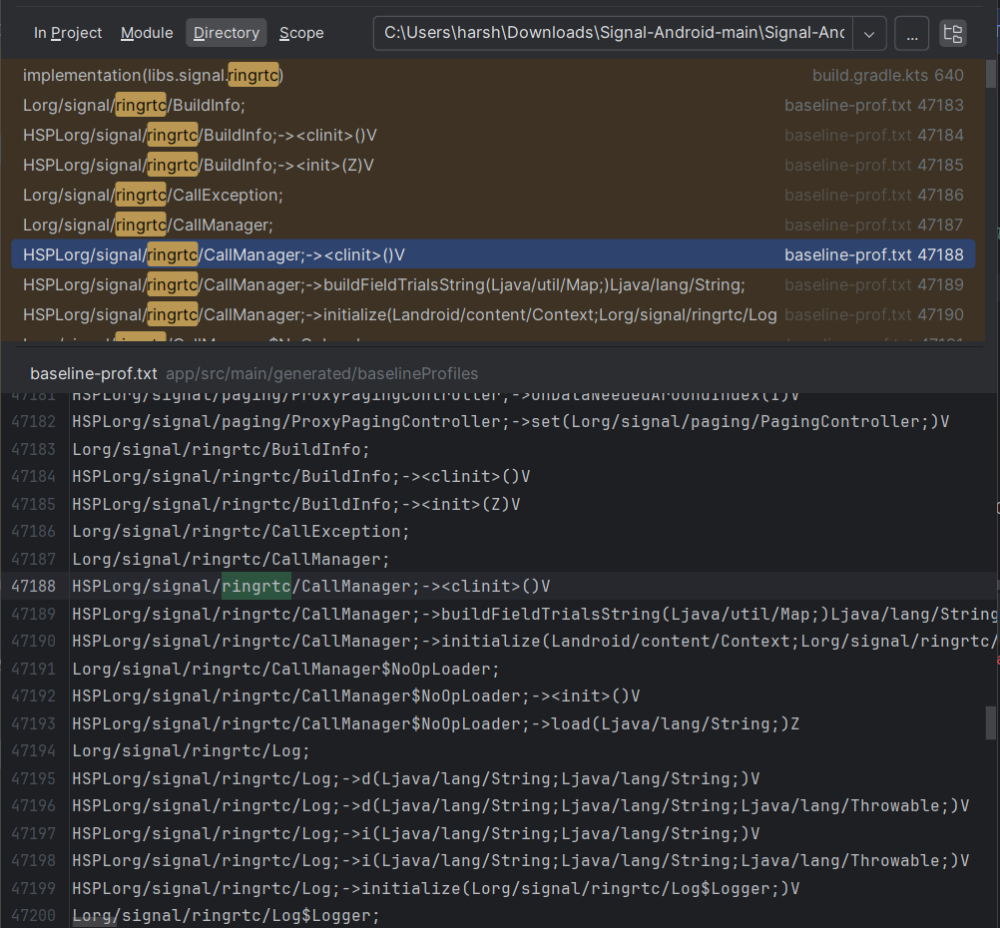 In Project Module Directory Scope C:\Users\harsh\Downloads\Signal-Android-main\Signal-Anc ...
implementation(libs.signal.ringrtc) build.gradle.kts 640
Lorg/signal/ringrtc/BuildInfo; baseline-prof.txt 47183
HSPLorg/signal/ringrtc/BuildInfo;-><clinit>()V baseline-prof.txt 47184
HSPLorg/signal/ringrtc/BuildInfo;-><init>(Z)V baseline-prof.txt 47185
Lorg/signal/ringrtc/CallException; baseline-prof.txt 47186
Lorg/signal/ringrtc/CallManager; baseline-prof.txt 47187
HSPLorg/signal/ringrtc/CallManager;-><clinit>()V baseline-prof.txt 47188
HSPLorg/signal/ringrtc/CallManager;->buildFieldTrialsString(Ljava/util/Map;)Ljava/lang/String; baseline-prof.txt 47189
HSPLorg/signal/ringrtc/CallManager;->initialize(Landroid/content/Context;Lorg/signal/ringrtc/Log baseline-prof.txt 47190
baseline-prof.txt app/src/main/generated/baselineProfiles
47181 HSPLorg/signal/paging/ProxyPagingController;->onDataNeededAroundIndex(I)V
47182 HSPLorg/signal/paging/ProxyPagingController;->set(Lorg/signal/paging/PagingController;)V
47183 Lorg/signal/ringrtc/BuildInfo;
47184 HSPLorg/signal/ringrtc/BuildInfo;-><clinit>()V
47185 HSPLorg/signal/ringrtc/BuildInfo;-><init>(Z)V
47186 Lorg/signal/ringrtc/CallException;
47187 Lorg/signal/ringrtc/CallManager;
47188 HSPLorg/signal/ringrtc/CallManager;-><clinit>()V
47189 HSPLorg/signal/ringrtc/CallManager;->buildFieldTrialsString(Ljava/util/Map;)Ljava/lang/String
47190 HSPLorg/signal/ringrtc/CallManager;->initialize(Landroid/content/Context;Lorg/signal/ringrtc/
47191 Lorg/signal/ringrtc/CallManager$NoOpLoader;
47192 HSPLorg/signal/ringrtc/CallManager$NoOpLoader;-><init>()V
47193 HSPLorg/signal/ringrtc/CallManager$NoOpLoader;->load(Ljava/lang/String;)Z
47194 Lorg/signal/ringrtc/Log;
47195 HSPLorg/signal/ringrtc/Log;->d(Ljava/lang/String;Ljava/lang/String;)V
47196 HSPLorg/signal/ringrtc/Log;->d(Ljava/lang/String;Ljava/lang/String;Ljava/lang/Throwable;)V
47197 HSPLorg/signal/ringrtc/Log;->i(Ljava/lang/String;Ljava/lang/String;)V
47198 HSPLorg/signal/ringrtc/Log;->i(Ljava/lang/String;Ljava/lang/String;Ljava/lang/Throwable;)V
47199 HSPLorg/signal/ringrtc/Log;->initialize(Lorg/signal/ringrtc/Log$Logger;)V
47200 Lorg/signal/ringrtc/Log$Logger;